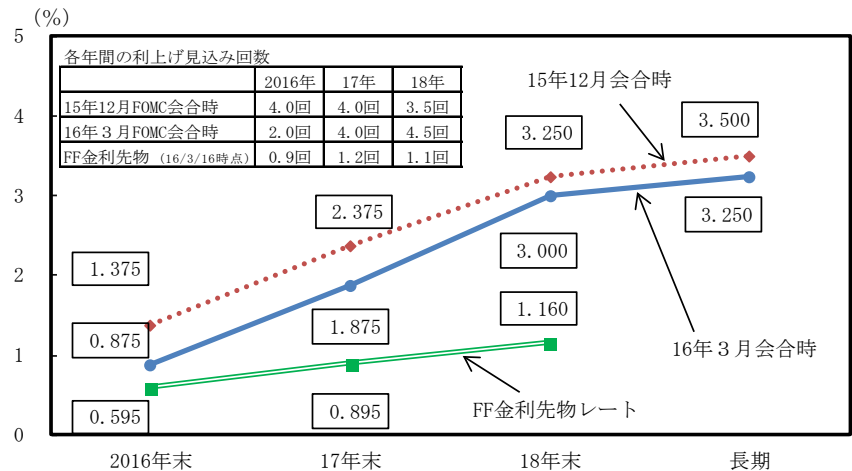 (%)
5
4
3
2
1
0
各年間の利上げ見込み回数
2016年 17年 18年
15年12月FOMC会合時 4.0回 4.0回 3.5回
16年3月FOMC会合時 2.0回 4.0回 4.5回
FF金利先物 (16/3/16時点) 0.9回 1.2回 1.1回
15年12月会合時
3.250
3.500
2.375
3.250
1.375
3.000
0.875
1.875
1.160
16年3月会合時
0.595
0.895
FF金利先物レート
2016年末 17年末 18年末 長期